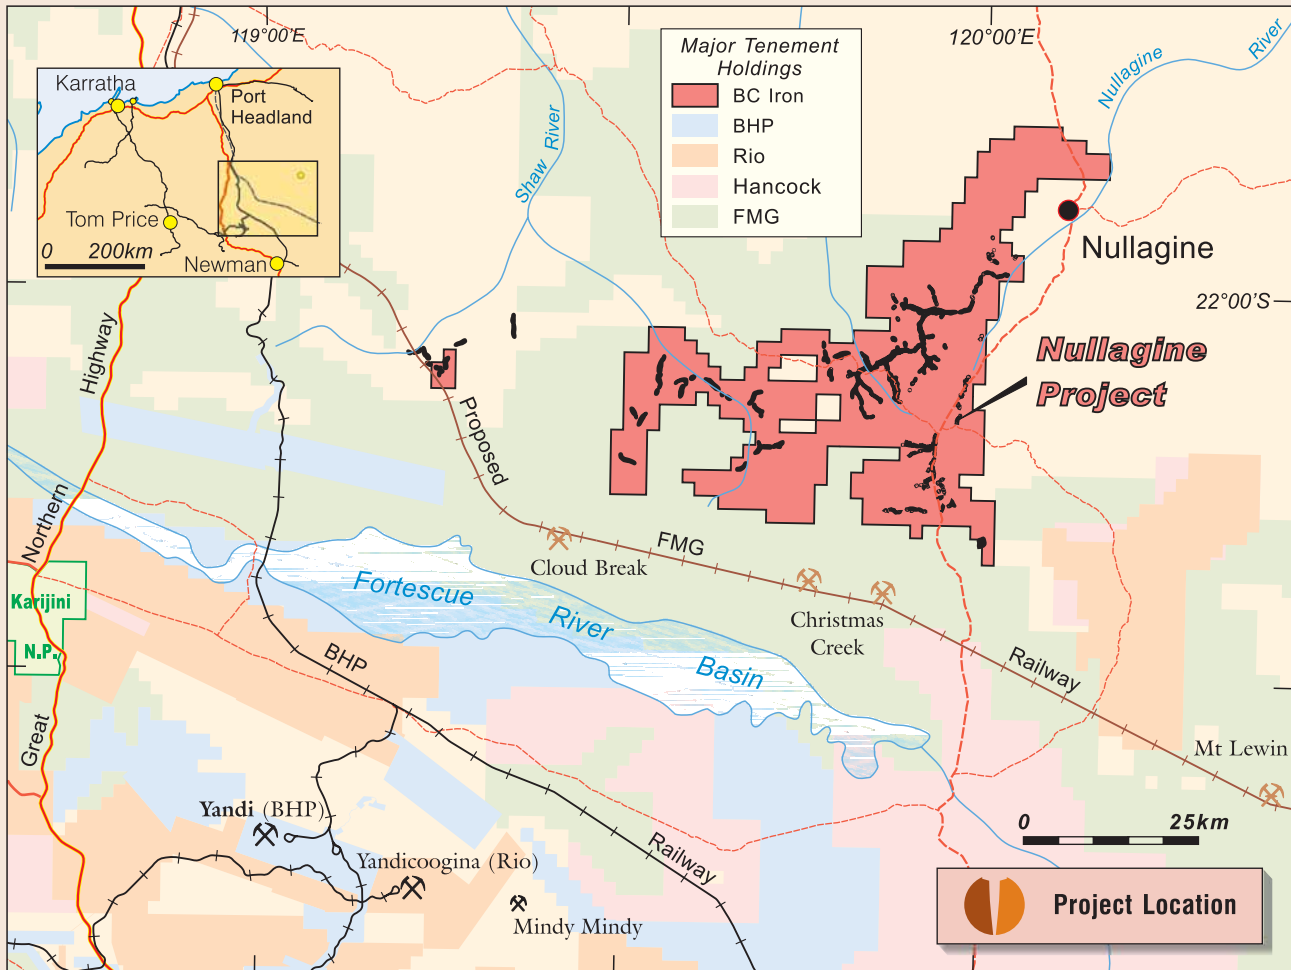 119°00'E
120°00'E
Nullagine
River
Major Tenement
Holdings
BC Iron
BHP
Rio
Hancock
FMG
Karratha
Port
Headland
Tom Price
0 200km
Newman
Shaw River
Nullagine
22°00'S
Nullagine
Project
Highway
Northern
Great
Proposed
FMG
Railway
Cloud Break
Christmas
Creek
Mt Lewin
Fortescue
River
Basin
Karijini
N.P.
BHP
Railway
Yandi (BHP)
Yandicoogina (Rio)
Mindy Mindy
0 25km
Project Location